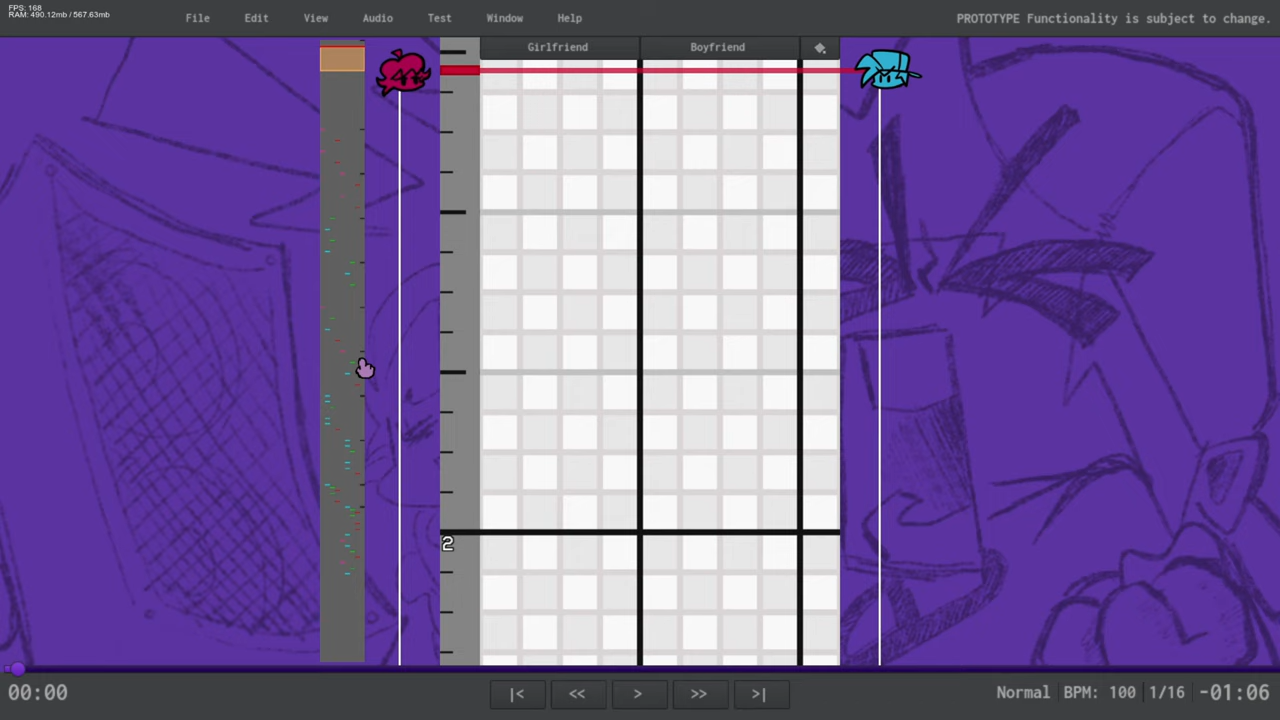 FPS: 168
RAM: 490.12mb / 567.63mb
File Edit View Audio Test Window Help
PROTOTYPE Functionality is subject to change.
Girlfriend Boyfriend
2
00:00
|< << > >> >|
Normal BPM: 100 1/16 -01:06